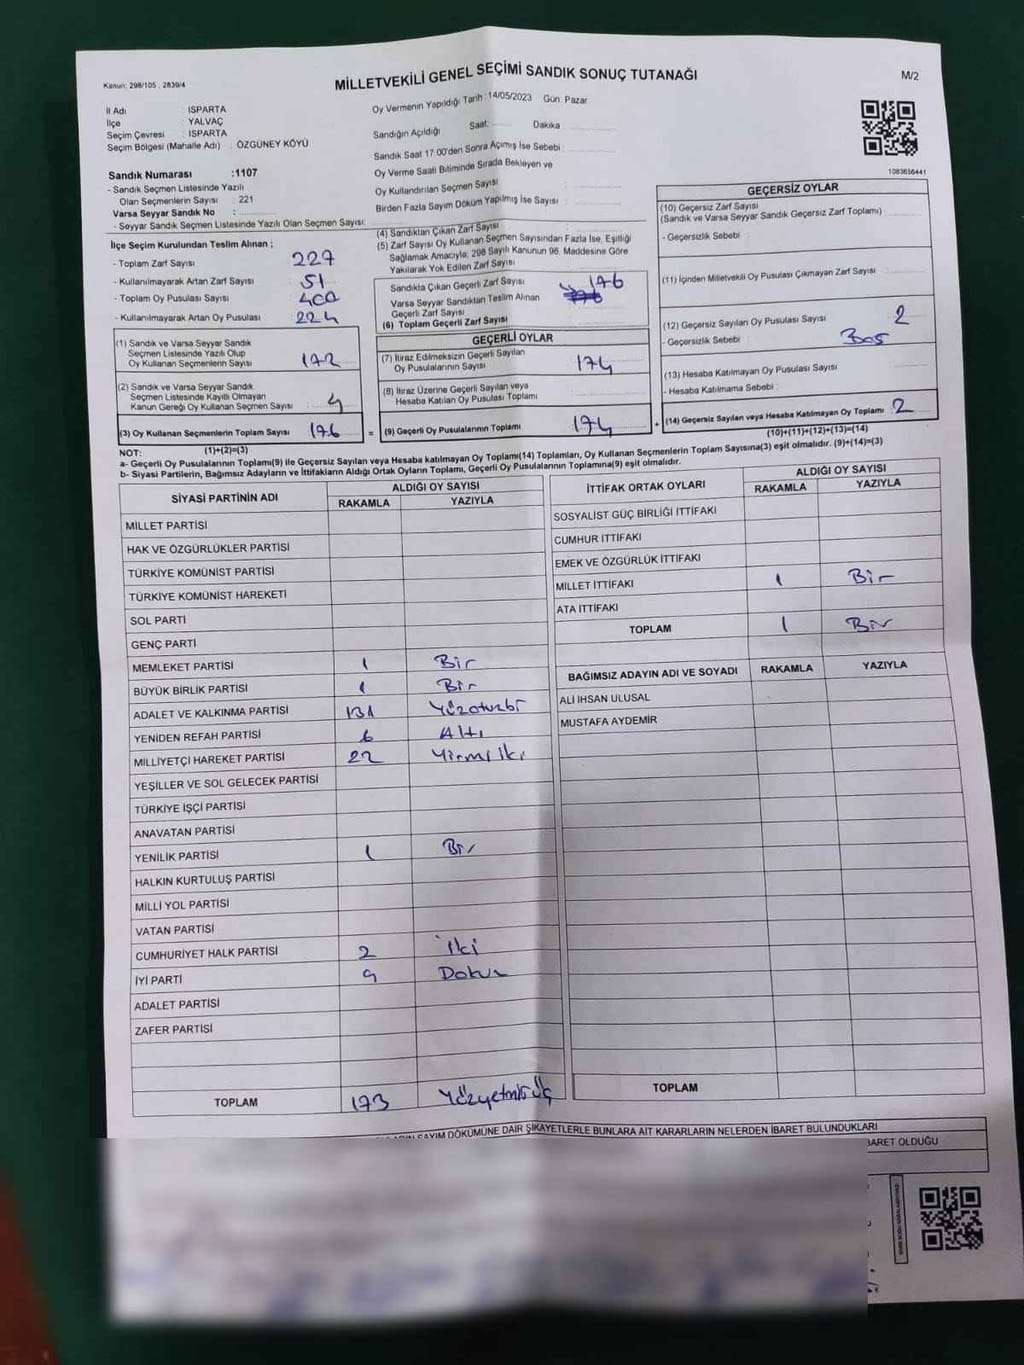 Kanun: 298/105 , 2839/4
MİLLETVEKİLİ GENEL SEÇİMİ SANDIK SONUÇ TUTANAĞI
M/2
İl Adı : ISPARTA
İlçe : YALVAÇ
Seçim Çevresi : ISPARTA
Seçim Bölgesi (Mahalle Adı) : ÖZGÜNEY KÖYÜ
Sandık Numarası :1107
- Sandık Seçmen Listesinde Yazılı
Olan Seçmenlerin Sayısı : 221
Varsa Seyyar Sandık No :
- Seyyar Sandık Seçmen Listesinde Yazılı Olan Seçmen Sayısı:
Oy Vermenin Yapıldığı Tarih :14/05/2023 Gün: Pazar
Sandığın Açıldığı Saat: Dakika :
Sandık Saat 17 00'den Sonra Açımış İse Sebebi :
Oy Verme Saati Bitiminde Sırada Bekleyen ve
Oy Kullandırılan Seçmen Sayısı :
Birden Fazla Sayım Döküm Yapılmış İse Sayısı :
1083656441
İlçe Seçim Kurulundan Teslim Alınan ;
- Toplam Zarf Sayısı : 227
- Kullanılmayarak Artan Zarf Sayısı : 51
- Toplam Oy Pusulası Sayısı : 400
- Kullanılmayarak Artan Oy Pusulası : 224
(1) Sandık ve Varsa Seyyar Sandık
Seçmen Listesinde Yazılı Olup
Oy Kullanan Seçmenlerin Sayısı : 172
(2) Sandık ve Varsa Seyyar Sandık
Seçmen Listesinde Kayıtlı Olmayan
Kanun Gereği Oy Kullanan Seçmen Sayısı : 4
(3) Oy Kullanan Seçmenlerin Toplam Sayısı : 176
(1)+(2)=(3)
(4) Sandıktan Çıkan Zarf Sayısı
(5) Zarf Sayısı Oy Kullanan Seçmen Sayısından Fazla İse, Eşitliği
Sağlamak Amacıyla, 298 Sayılı Kanunun 98. Maddesine Göre
Yakılarak Yok Edilen Zarf Sayısı
Sandıkla Çıkan Geçerli Zarf Sayısı : 176
Varsa Seyyar Sandıktan Teslim Alınan
Geçerli Zarf Sayısı
(6) Toplam Geçerli Zarf Sayısı
GEÇERLİ OYLAR
(7) İtiraz Edilmeksizin Geçerli Sayılan
Oy Pusulalarının Sayısı : 174
(8) İtiraz Üzerine Geçerli Sayılan veya
Hesaba Katılan Oy Pusulası Toplamı :
= (9) Geçerli Oy Pusulalarının Toplamı : 174
GEÇERSİZ OYLAR
(10) Geçersiz Zarf Sayısı
(Sandık ve Varsa Seyyar Sandık Geçersiz Zarf Toplamı) :
- Geçersizlik Sebebi :
(11) İçinden Milletvekili Oy Pusulası Çıkmayan Zarf Sayısı :
(12) Geçersiz Sayılan Oy Pusulası Sayısı : 2
- Geçersizlik Sebebi : Boş
(13) Hesaba Katılmayan Oy Pusulası Sayısı :
- Hesaba Katılmama Sebebi :
+ (14) Geçersiz Sayılan veya Hesaba Katılmayan Oy Toplamı : 2
(10)+(11)+(12)+(13)=(14)
NOT:
a- Geçerli Oy Pusulalarının Toplamı(9) ile Geçersiz Sayılan veya Hesaba katılmayan Oy Toplamı(14) Toplamları, Oy Kullanan Seçmenlerin Toplam Sayısına(3) eşit olmalıdır. (9)+(14)=(3)
b- Siyasi Partilerin, Bağımsız Adayların ve İttifakların Aldığı Ortak Oyların Toplamı, Geçerli Oy Pusulalarının Toplamına(9) eşit olmalıdır.
SİYASİ PARTİNİN ADI ALDIĞI OY SAYISI
RAKAMLA YAZIYLA
MİLLET PARTİSİ
HAK VE ÖZGÜRLÜKLER PARTİSİ
TÜRKİYE KOMÜNİST PARTİSİ
TÜRKİYE KOMÜNİST HAREKETİ
SOL PARTİ
GENÇ PARTİ
MEMLEKET PARTİSİ 1 Bir
BÜYÜK BİRLİK PARTİSİ 1 Bir
ADALET VE KALKINMA PARTİSİ 131 Yüzotuzbr
YENİDEN REFAH PARTİSİ 6 Altı
MİLLİYETÇİ HAREKET PARTİSİ 22 Yirmi iki
YEŞİLLER VE SOL GELECEK PARTİSİ
TÜRKİYE İŞÇİ PARTİSİ
ANAVATAN PARTİSİ
YENİLİK PARTİSİ 1 Bir
HALKIN KURTULUŞ PARTİSİ
MİLLİ YOL PARTİSİ
VATAN PARTİSİ
CUMHURİYET HALK PARTİSİ 2 iki
İYİ PARTİ 9 Dokuz
ADALET PARTİSİ
ZAFER PARTİSİ
TOPLAM 173 Yüzyetmişüç
İTTİFAK ORTAK OYLARI ALDIĞI OY SAYISI
RAKAMLA YAZIYLA
SOSYALİST GÜÇ BİRLİĞİ İTTİFAKI
CUMHUR İTTİFAKI
EMEK VE ÖZGÜRLÜK İTTİFAKI
MİLLET İTTİFAKI 1 Bir
ATA İTTİFAKI
TOPLAM 1 Bir
BAĞIMSIZ ADAYIN ADI VE SOYADI RAKAMLA YAZIYLA
ALİ İHSAN ULUSAL
MUSTAFA AYDEMİR
TOPLAM
SAYIM DÖKÜMÜNE DAİR ŞİKAYETLERLE BUNLARA AİT KARARLARIN NELERDEN İBARET BULUNDUKLARI
İBARET OLDUĞU